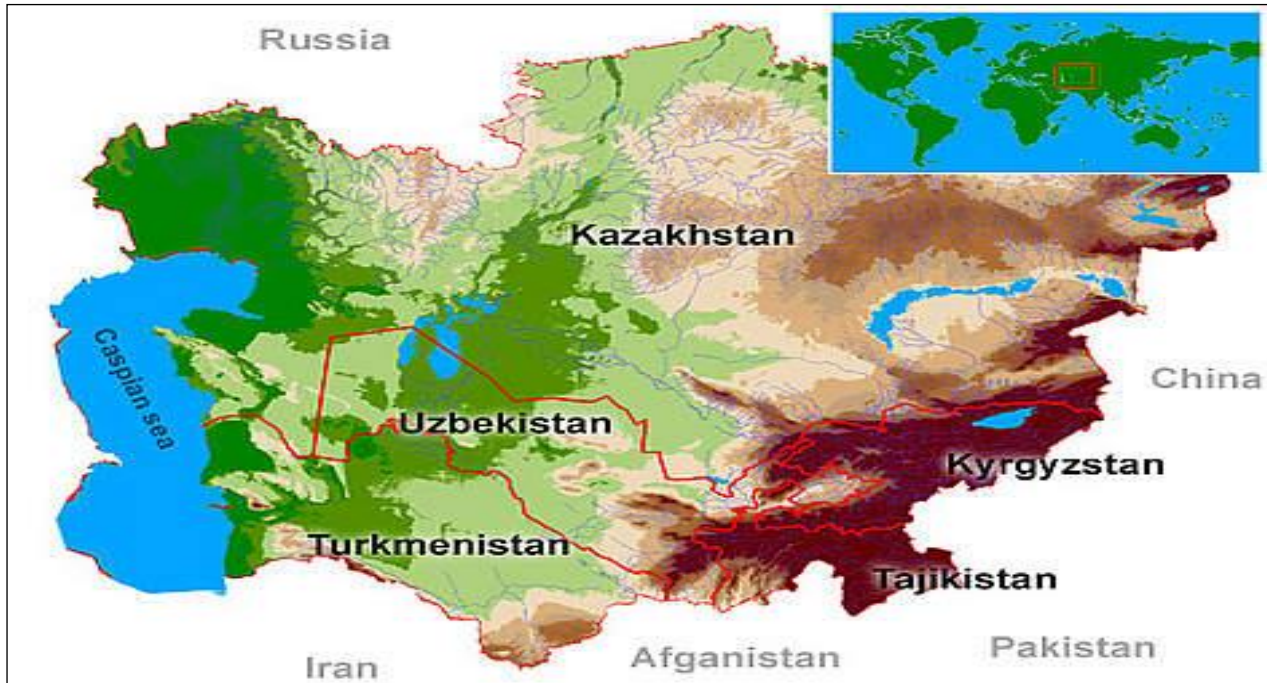 Russia
Kazakhstan
Caspian sea
China
Uzbekistan
Kyrgyzstan
Turkmenistan
Tajikistan
Iran
Afganistan
Pakistan